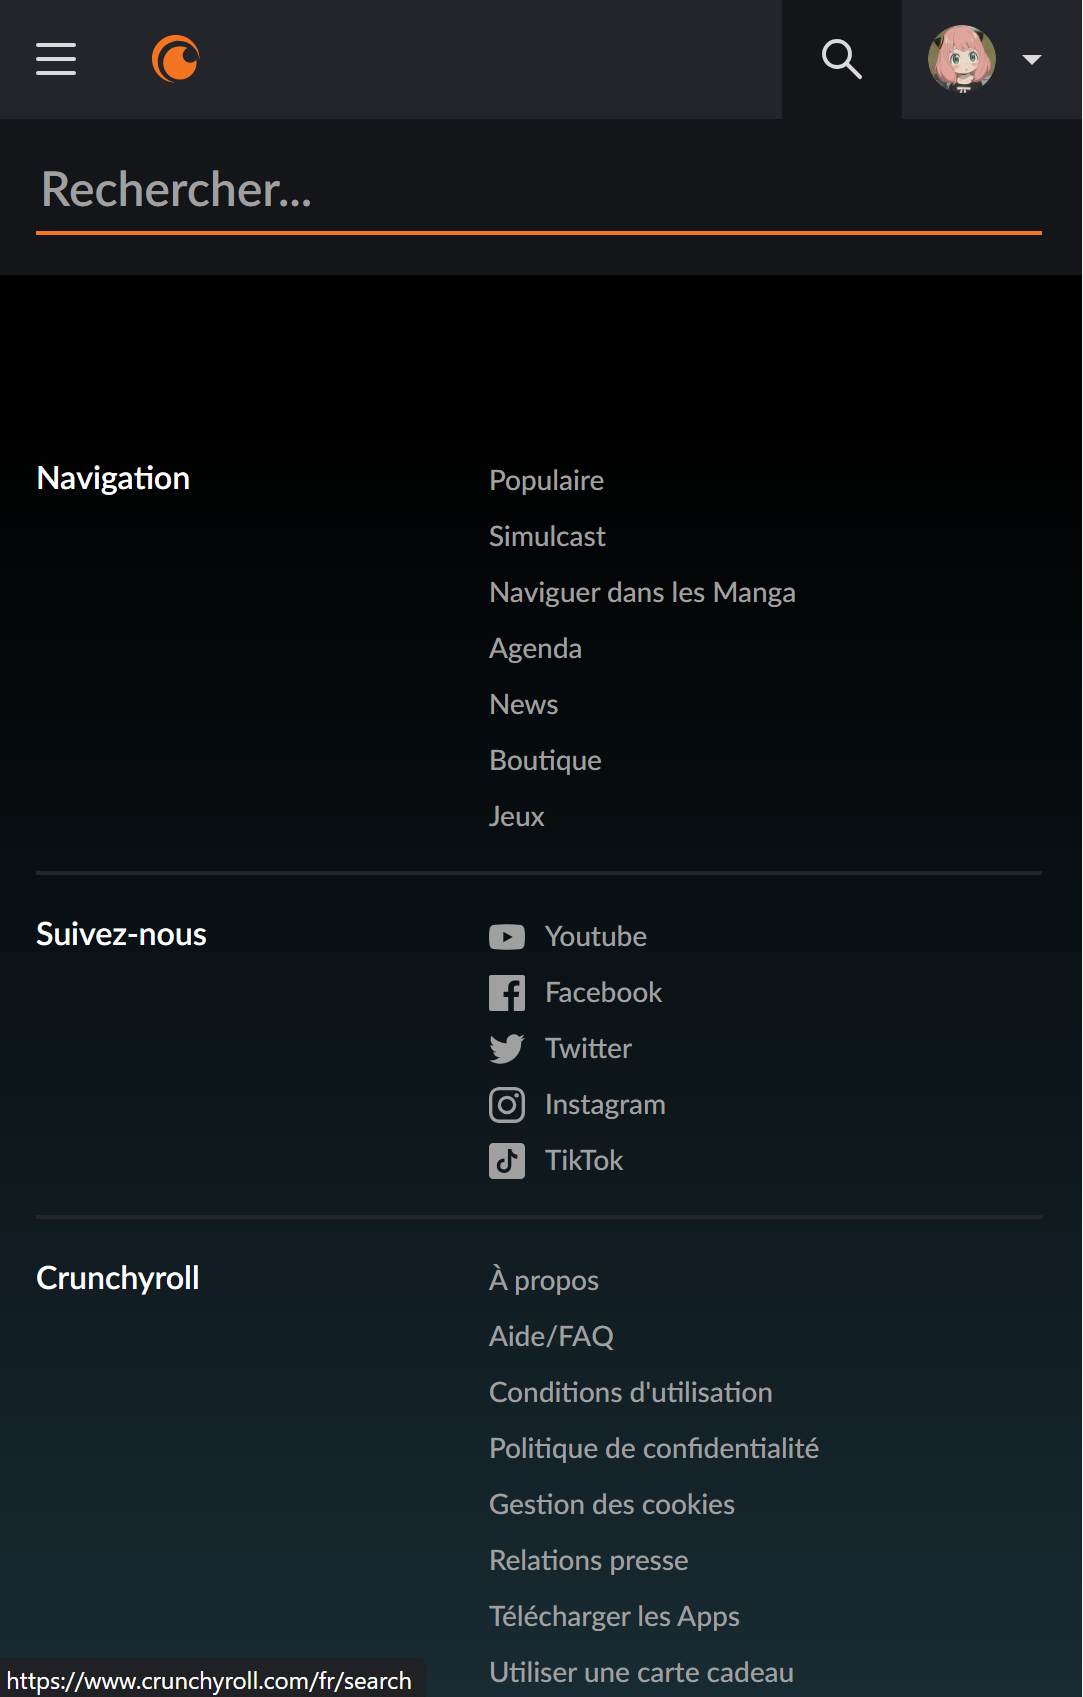 Rechercher...
Navigation
Populaire
Simulcast
Naviguer dans les Manga
Agenda
News
Boutique
Jeux
Suivez-nous
Youtube
Facebook
Twitter
Instagram
TikTok
Crunchyroll
À propos
Aide/FAQ
Conditions d'utilisation
Politique de confidentialité
Gestion des cookies
Relations presse
Télécharger les Apps
Utiliser une carte cadeau
https://www.crunchyroll.com/fr/search